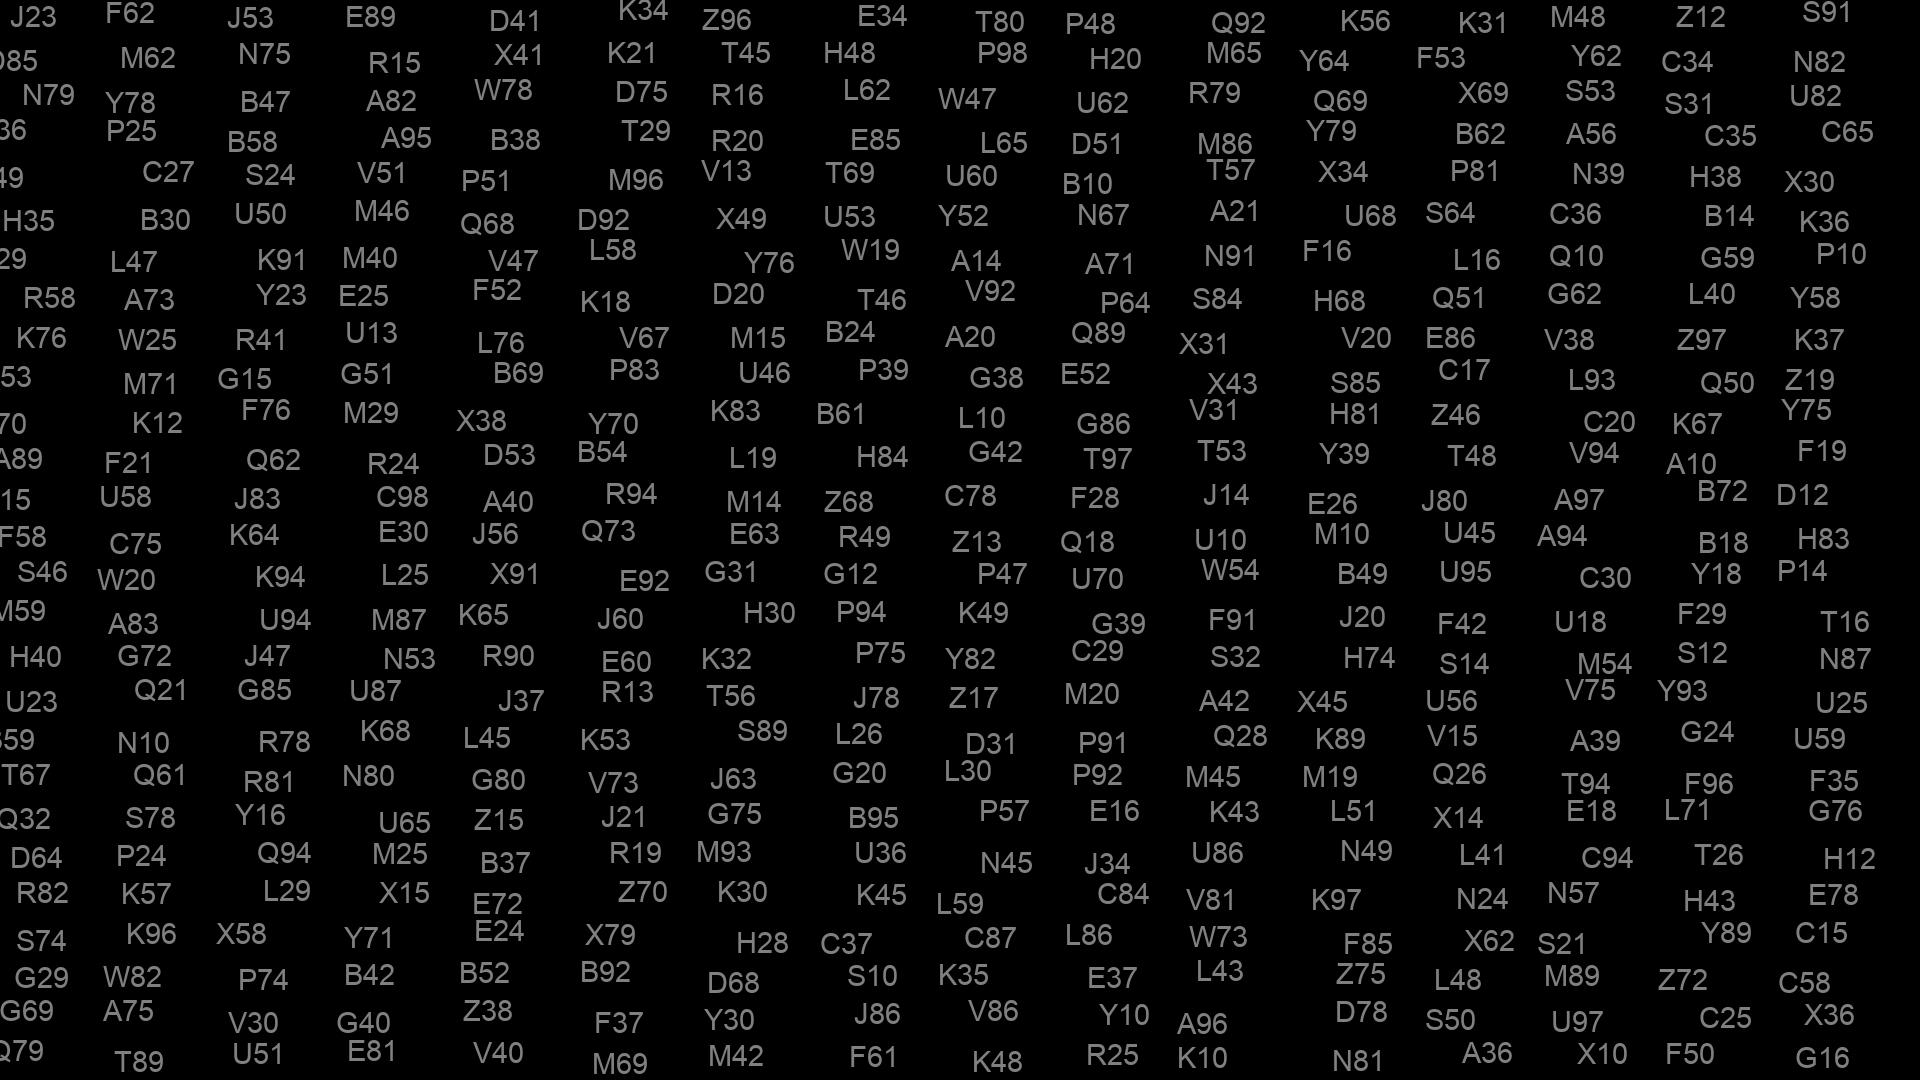 J23 F62 J53 E89 D41 K34 Z96 E34 T80 P48 Q92 K56 K31 M48 Z12 S91
M62 N75 R15 X41 K21 T45 H48 P98 H20 M65 Y64 F53 Y62 C34 N82
N79 Y78 B47 A82 W78 D75 R16 L62 W47 U62 R79 Q69 X69 S53 S31 U82
36 P25 B58 A95 B38 T29 R20 E85 L65 D51 M86 Y79 B62 A56 C35 C65
49 C27 S24 V51 P51 M96 V13 T69 U60 B10 T57 X34 P81 N39 H38 X30
H35 B30 U50 M46 Q68 D92 X49 U53 Y52 N67 A21 U68 S64 C36 B14 K36
29 L47 K91 M40 V47 L58 Y76 W19 A14 A71 N91 F16 L16 Q10 G59 P10
R58 A73 Y23 E25 F52 K18 D20 T46 V92 P64 S84 H68 Q51 G62 L40 Y58
K76 W25 R41 U13 L76 V67 M15 B24 A20 Q89 X31 V20 E86 V38 Z97 K37
53 M71 G15 G51 B69 P83 U46 P39 G38 E52 X43 S85 C17 L93 Q50 Z19
70 K12 F76 M29 X38 Y70 K83 B61 L10 G86 V31 H81 Z46 C20 K67 Y75
A89 F21 Q62 R24 D53 B54 L19 H84 G42 T97 T53 Y39 T48 V94 A10 F19
15 U58 J83 C98 A40 R94 M14 Z68 C78 F28 J14 E26 J80 A97 B72 D12
F58 C75 K64 E30 J56 Q73 E63 R49 Z13 Q18 U10 M10 U45 A94 B18 H83
S46 W20 K94 L25 X91 E92 G31 G12 P47 U70 W54 B49 U95 C30 Y18 P14
M59 A83 U94 M87 K65 J60 H30 P94 K49 G39 F91 J20 F42 U18 F29 T16
H40 G72 J47 N53 R90 E60 K32 P75 Y82 C29 S32 H74 S14 M54 S12 N87
U23 Q21 G85 U87 J37 R13 T56 J78 Z17 M20 A42 X45 U56 V75 Y93 U25
59 N10 R78 K68 L45 K53 S89 L26 D31 P91 Q28 K89 V15 A39 G24 U59
T67 Q61 R81 N80 G80 V73 J63 G20 L30 P92 M45 M19 Q26 T94 F96 F35
Q32 S78 Y16 U65 Z15 J21 G75 B95 P57 E16 K43 L51 X14 E18 L71 G76
D64 P24 Q94 M25 B37 R19 M93 U36 N45 J34 U86 N49 L41 C94 T26 H12
R82 K57 L29 X15 E72 Z70 K30 K45 L59 C84 V81 K97 N24 N57 H43 E78
S74 K96 X58 Y71 E24 X79 H28 C37 C87 L86 W73 F85 X62 S21 Y89 C15
G29 W82 P74 B42 B52 B92 D68 S10 K35 E37 L43 Z75 L48 M89 Z72 C58
G69 A75 V30 G40 Z38 F37 Y30 J86 V86 Y10 A96 D78 S50 U97 C25 X36
Q79 T89 U51 E81 V40 M69 M42 F61 K48 R25 K10 N81 A36 X10 F50 G16